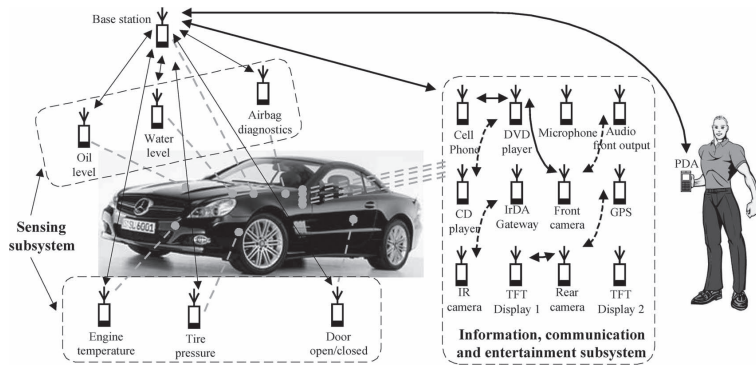 Base station
Airbag
diagnostics
Water
level
Oil
level
Sensing
subsystem
SL 6001
Engine
temperature
Tire
pressure
Door
open/closed
Cell
Phone
DVD
player
Microphone
Audio
front output
CD
player
IrDA
Gateway
Front
camera
GPS
IR
camera
TFT
Display 1
Rear
camera
TFT
Display 2
Information, communication
and entertainment subsystem
PDA